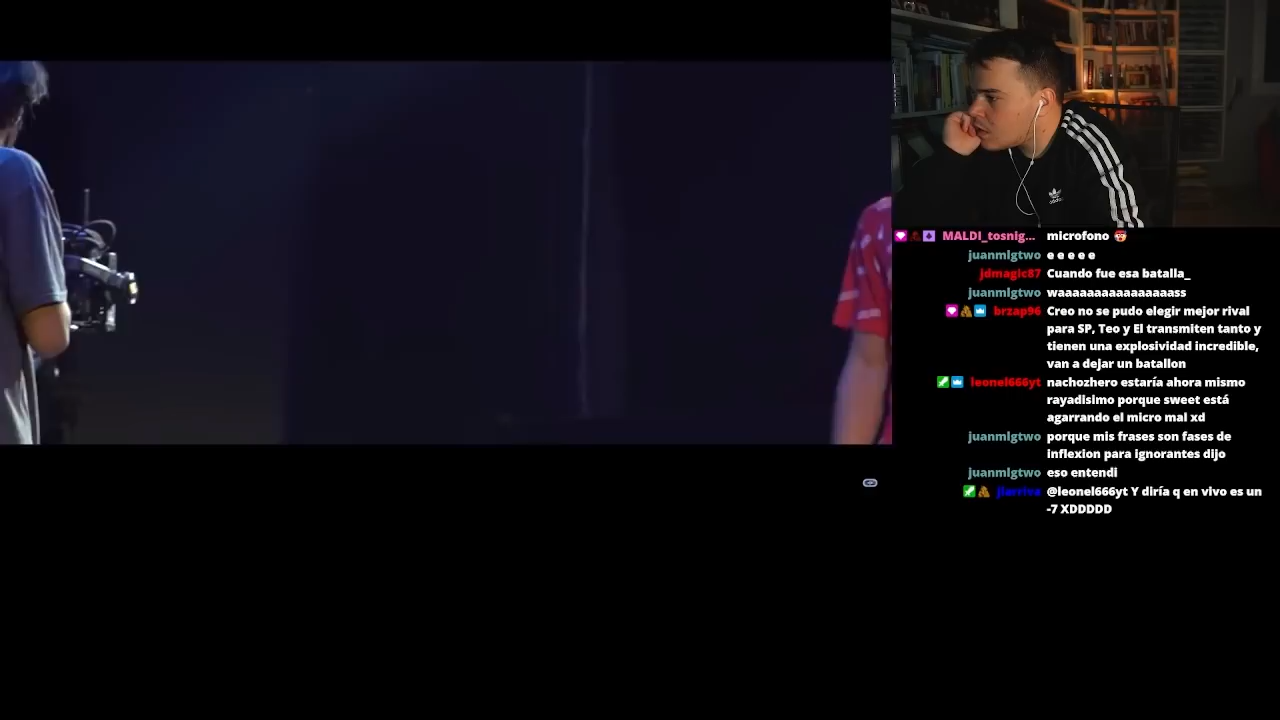 MALDI_tosnig... microfono
juanmlgtwo e e e e e
jdmagic87 Cuando fue esa batalla_
juanmlgtwo waaaaaaaaaaaaaaaass
brzap96 Creo no se pudo elegir mejor rival
para SP, Teo y El transmiten tanto y
tienen una explosividad incredible,
van a dejar un batallon
leonel666yt nachozhero estaría ahora mismo
rayadisimo porque sweet está
agarrando el micro mal xd
juanmlgtwo porque mis frases son fases de
inflexion para ignorantes dijo
juanmlgtwo eso entendi
@leonel666yt Y diría q en vivo es un
-7 XDDDDD